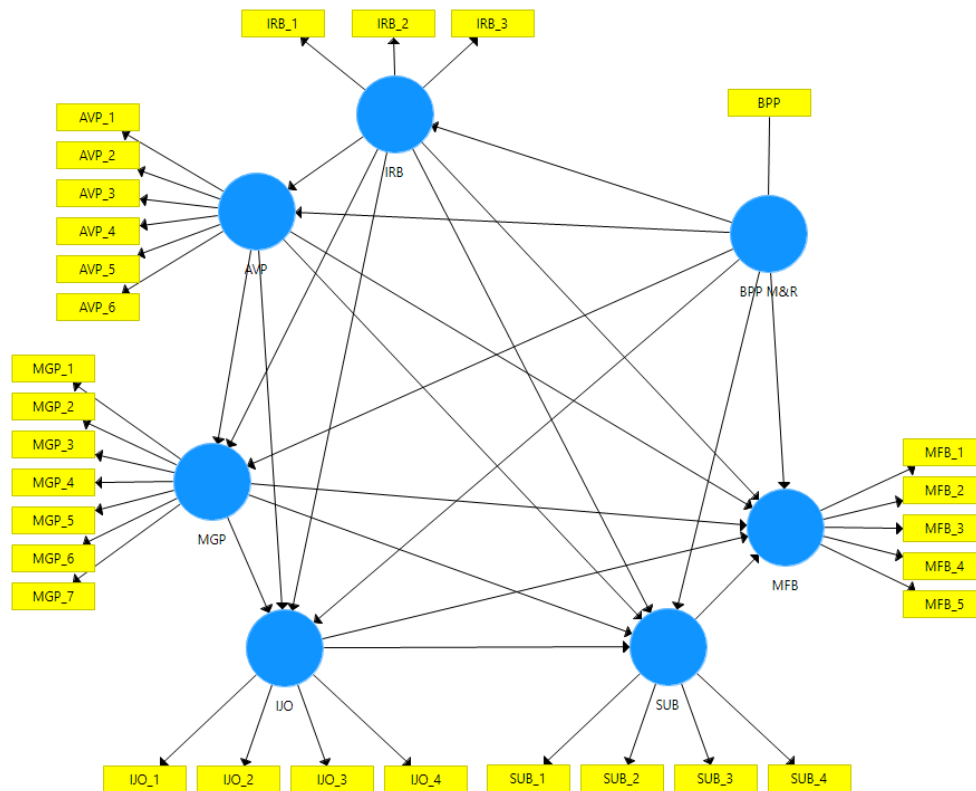 IRB_1
IRB_2
IRB_3
IRB
BPP
BPP M&R
AVP_1
AVP_2
AVP_3
AVP_4
AVP_5
AVP_6
AVP
MGP_1
MGP_2
MGP_3
MGP_4
MGP_5
MGP_6
MGP_7
MGP
MFB_1
MFB_2
MFB_3
MFB_4
MFB_5
MFB
IJO
SUB
IJO_1
IJO_2
IJO_3
IJO_4
SUB_1
SUB_2
SUB_3
SUB_4